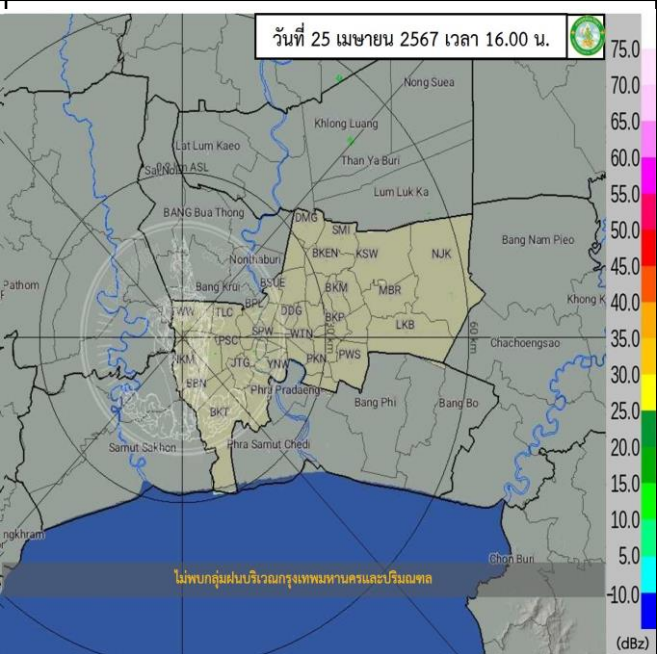 วันที่ 25 เมษายน 2567 เวลา 16.00 น.
75.0
70.0
65.0
60.0
55.0
50.0
45.0
40.0
35.0
30.0
25.0
20.0
15.0
10.0
5.0
-10.0
(dBz)
Nong Suea
Khlong Luang
Lat Lum Kaeo
Than Ya Buri
Lum Luk Ka
BANG Bua Thong
DMG
SMI
Bang Nam Pieo
Nonthaburi
BKEN
KSW
NJK
Pathom
Bang Krui
BSUE
BKM
MBR
BPL
Khong K
TWW
TLC
DDG
BKP
LKB
SPW
WTN
30 km
60 km
Chachoengsao
PSC
NKM
JTG
YNW
PKN
PWS
BBN
Phra Pradaeng
Bang Phi
Bang Bo
BKT
Samut Sakhon
Phra Samut Chedi
ngkhram
Chon Buri
ไม่พบกลุ่มฝนบริเวณกรุงเทพมหานครและปริมณฑล